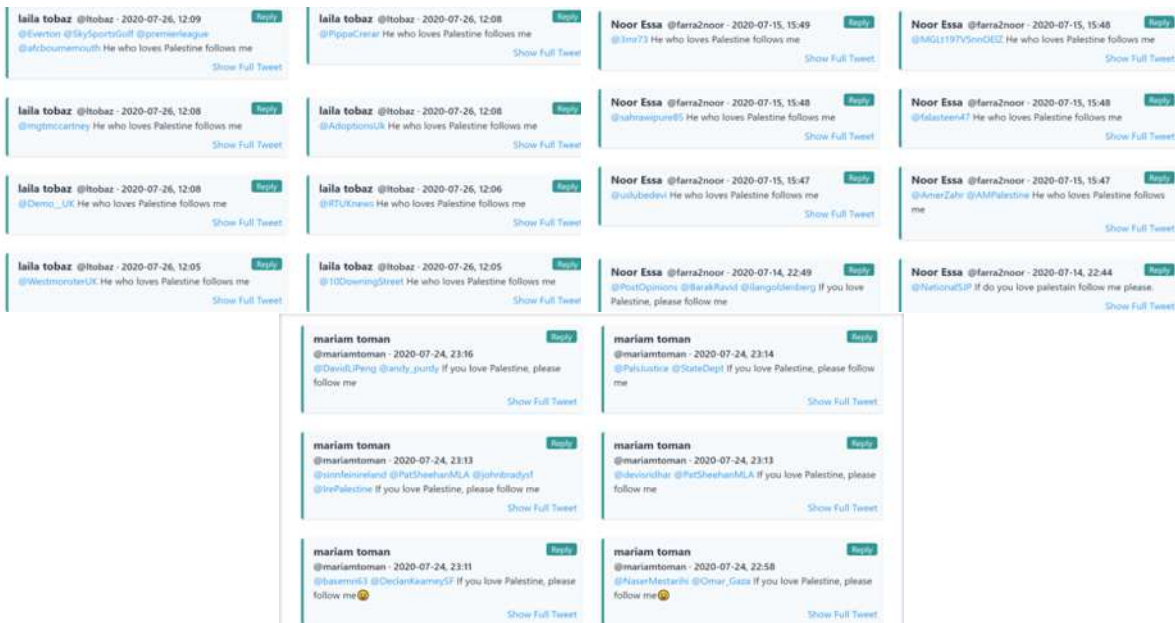 laila tobaz @ltobaz · 2020-07-26, 12:09
Reply
@Everton @SkySportsGolf @premierleague
@afcbournemouth He who loves Palestine follows me
Show Full Tweet
laila tobaz @ltobaz · 2020-07-26, 12:08
Reply
@PippaCrerar He who loves Palestine follows me
Show Full Tweet
laila tobaz @ltobaz · 2020-07-26, 12:08
Reply
@mgtmccartney He who loves Palestine follows me
Show Full Tweet
laila tobaz @ltobaz · 2020-07-26, 12:08
Reply
@AdoptionsUk He who loves Palestine follows me
Show Full Tweet
laila tobaz @ltobaz · 2020-07-26, 12:08
Reply
@Demo__UK He who loves Palestine follows me
Show Full Tweet
laila tobaz @ltobaz · 2020-07-26, 12:06
Reply
@RTUKnews He who loves Palestine follows me
Show Full Tweet
laila tobaz @ltobaz · 2020-07-26, 12:05
Reply
@WestmonsterUK He who loves Palestine follows me
Show Full Tweet
laila tobaz @ltobaz · 2020-07-26, 12:05
Reply
@10DowningStreet He who loves Palestine follows me
Show Full Tweet
Noor Essa @farra2noor · 2020-07-15, 15:49
Reply
@3mr73 He who loves Palestine follows me
Show Full Tweet
Noor Essa @farra2noor · 2020-07-15, 15:48
Reply
He who loves Palestine follows me
Show Full Tweet
Noor Essa @farra2noor · 2020-07-15, 15:48
Reply
@sahrawipure85 He who loves Palestine follows me
Show Full Tweet
Noor Essa @farra2noor · 2020-07-15, 15:48
Reply
@falasteen47 He who loves Palestine follows me
Show Full Tweet
Noor Essa @farra2noor · 2020-07-15, 15:47
Reply
@uslubedevi He who loves Palestine follows me
Show Full Tweet
Noor Essa @farra2noor · 2020-07-15, 15:47
Reply
@AmerZahr @AMPalestine He who loves Palestine follows
me
Show Full Tweet
Noor Essa @farra2noor · 2020-07-14, 22:49
Reply
@PostOpinions @BarakRavid @ilangoldenberg If you love
Palestine, please follow me
Noor Essa @farra2noor · 2020-07-14, 22:44
Reply
@NationalSJP If do you love palestain follow me please.
Show Full Tweet
mariam toman
Reply
@mariamtoman · 2020-07-24, 23:16
@DavidLiPeng @andy_purdy If you love Palestine, please
follow me
Show Full Tweet
mariam toman
Reply
@mariamtoman · 2020-07-24, 23:14
@PalsJustice @StateDept If you love Palestine, please follow
me
Show Full Tweet
mariam toman
Reply
@mariamtoman · 2020-07-24, 23:13
@sinnfeinireland @PatSheehanMLA @johnbradysf
@IrePalestine If you love Palestine, please follow me
Show Full Tweet
mariam toman
Reply
@mariamtoman · 2020-07-24, 23:13
@devisridhar @PatSheehanMLA If you love Palestine, please
follow me
Show Full Tweet
mariam toman
Reply
@mariamtoman · 2020-07-24, 23:11
@basemn63 @DeclanKearneySF If you love Palestine, please
follow me😩
Show Full Tweet
mariam toman
Reply
@mariamtoman · 2020-07-24, 22:58
@NaserMestarihi @Omar_Gaza If you love Palestine, please
follow me😩
Show Full Tweet